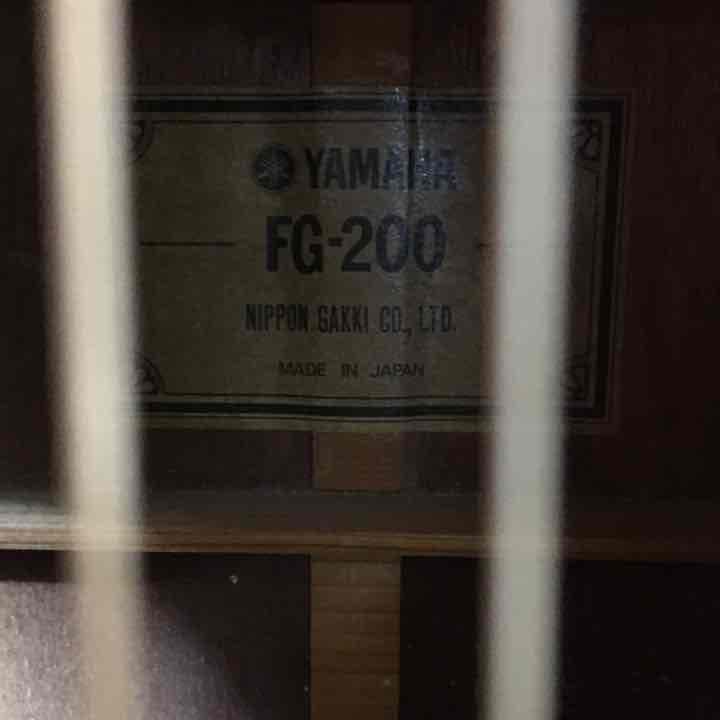 YAMAHA
FG-200
NIPPON GAKKI CO., LTD.
MADE IN JAPAN